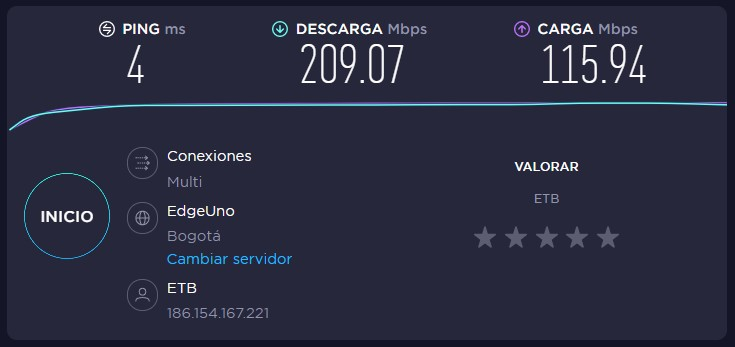 PING ms
4
DESCARGA Mbps
209.07
CARGA Mbps
115.94
INICIO
Conexiones
Multi
EdgeUno
Bogotá
Cambiar servidor
ETB
186.154.167.221
VALORAR
ETB